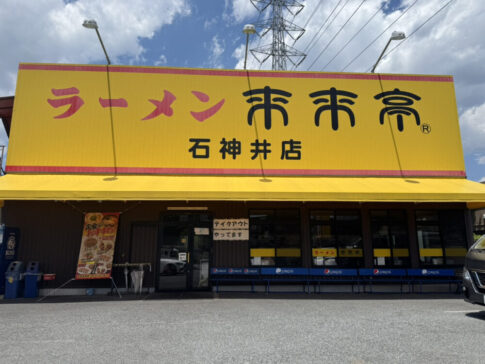 ラーメン 来来亭®
石神井店
テイクアウト
やってます